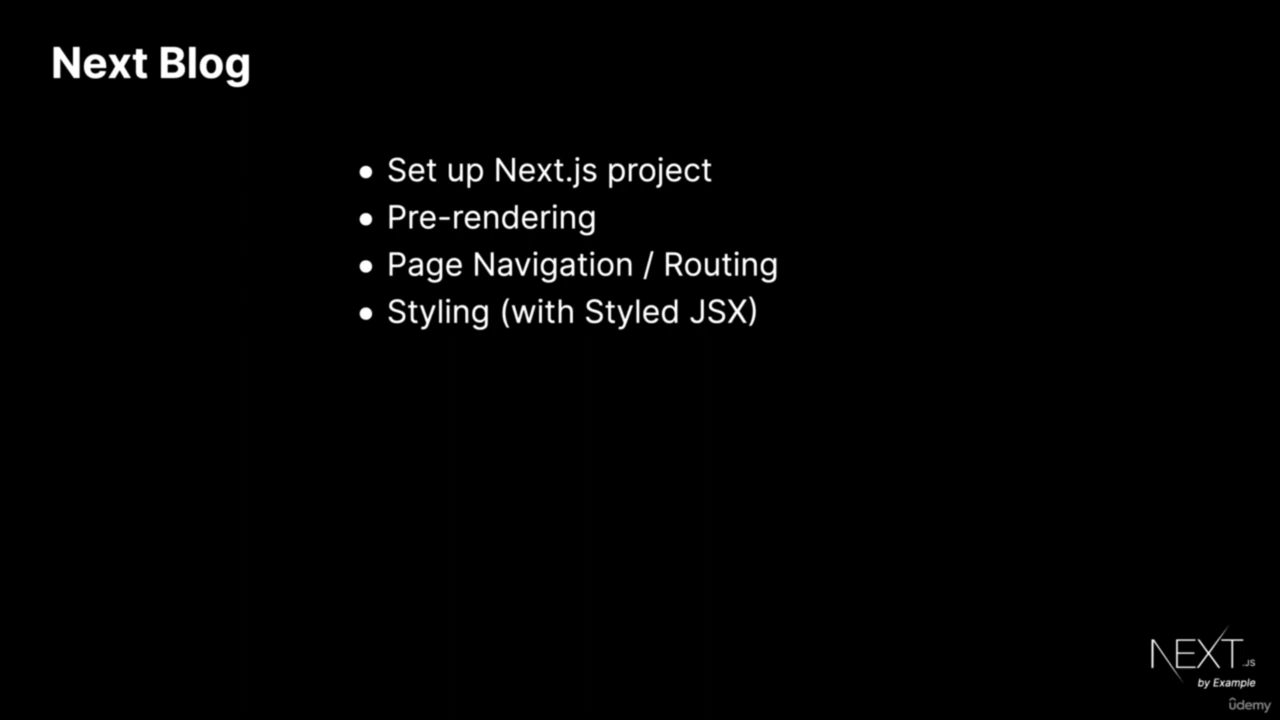 Next Blog
• Set up Next.js project
• Pre-rendering
• Page Navigation / Routing
• Styling (with Styled JSX)
NEXT.JS
by Example
ûdemy